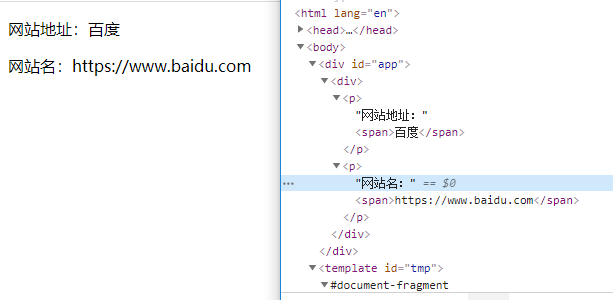 网站地址：百度
网站名：https://www.baidu.com
<html lang="en">
<head>…</head>
<body>
<div id="app">
<div>
<p>
"网站地址："
<span>百度</span>
</p>
<p>
"网站名：" == $0
<span>https://www.baidu.com</span>
</p>
</div>
</div>
<template id="tmp">
#document-fragment